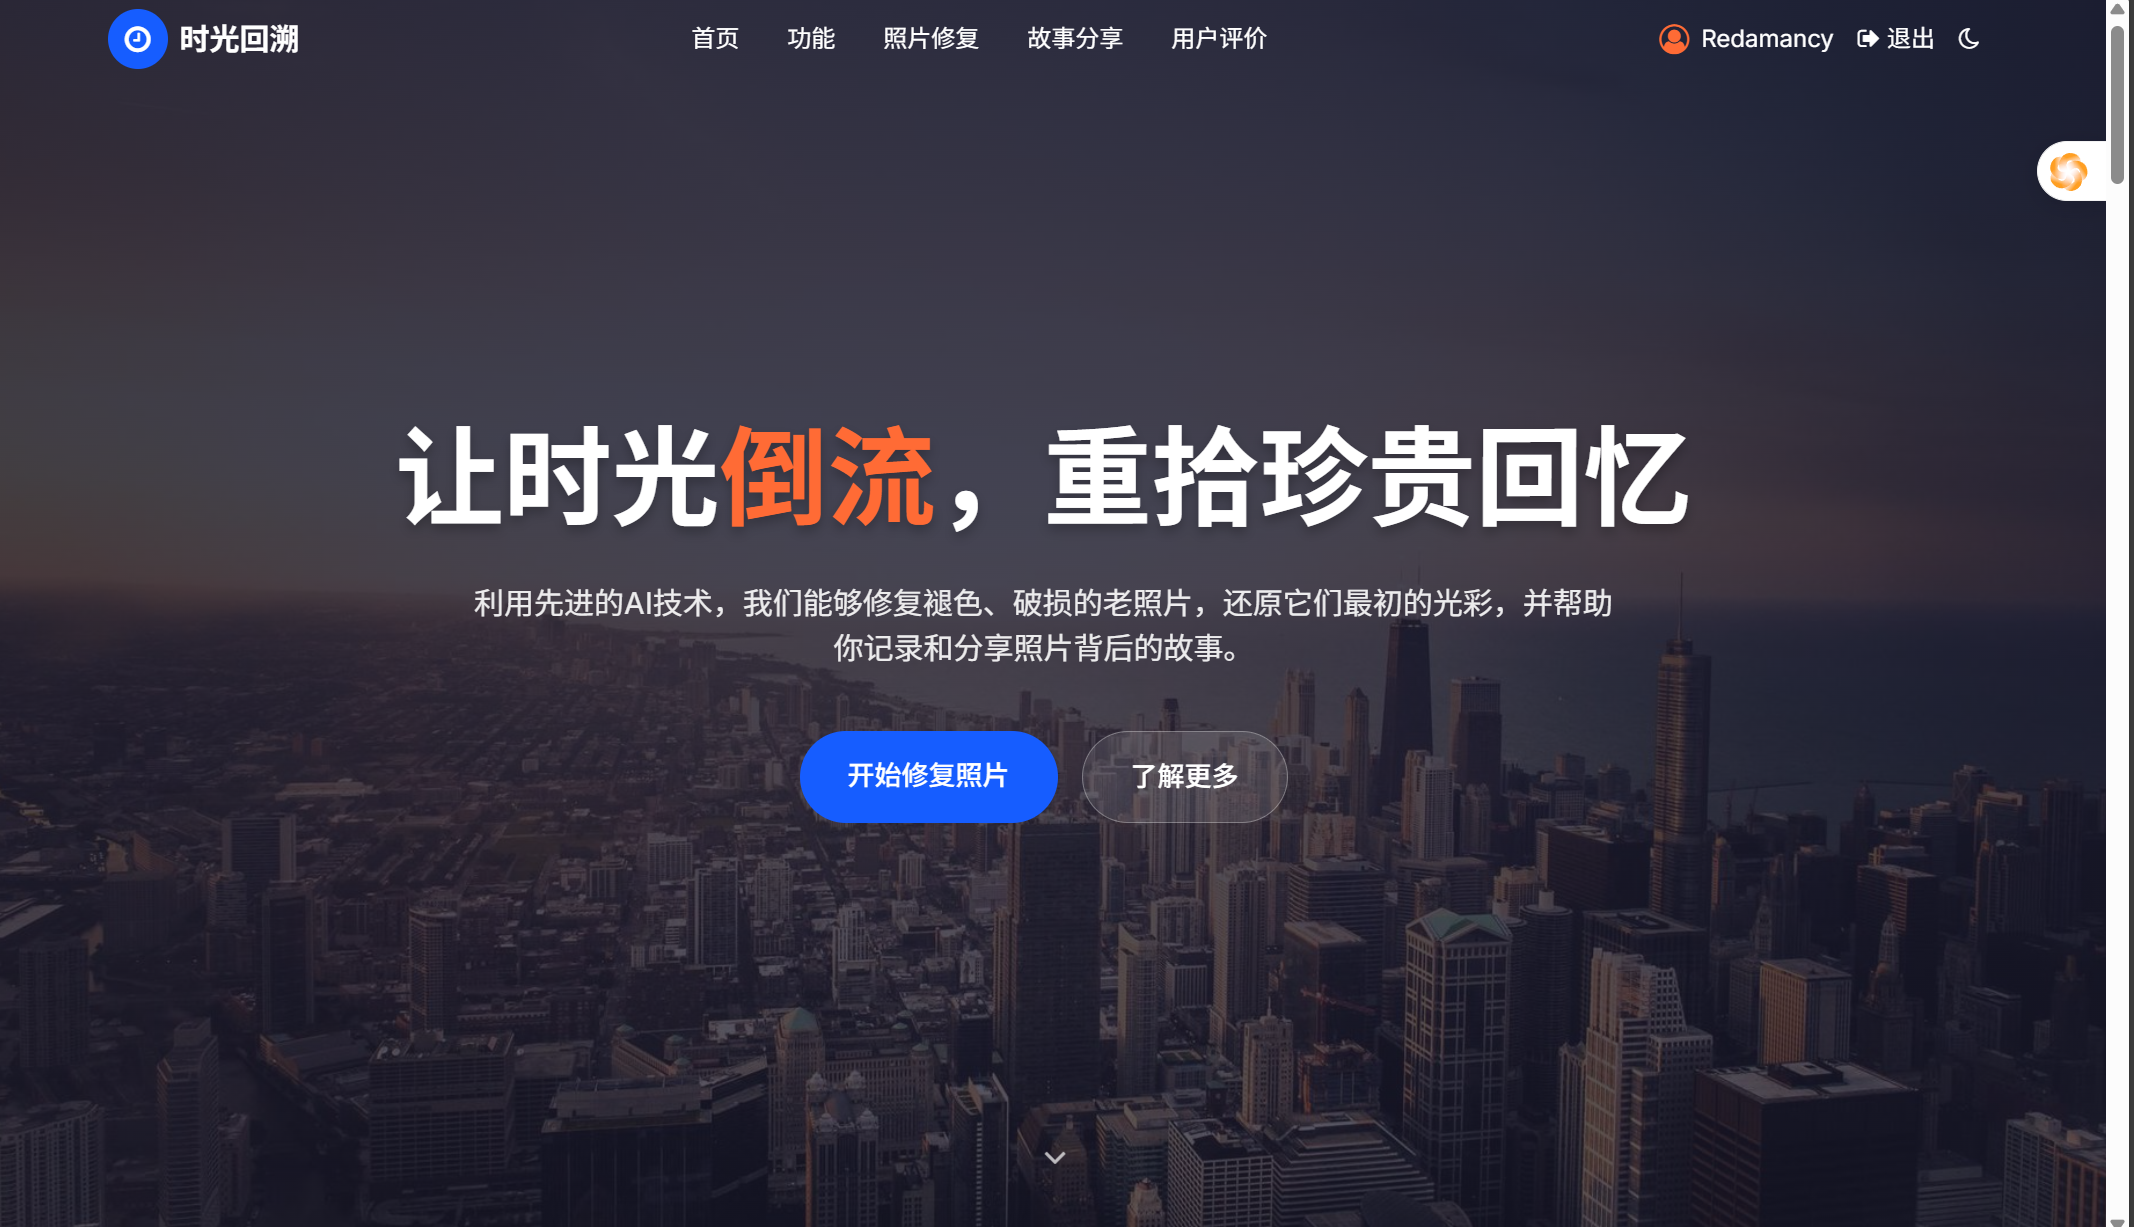 时光回溯
首页 功能 照片修复 故事分享 用户评价
Redamancy 退出
让时光倒流，重拾珍贵回忆
利用先进的AI技术，我们能够修复褪色、破损的老照片，还原它们最初的光彩，并帮助
你记录和分享照片背后的故事。
开始修复照片 了解更多